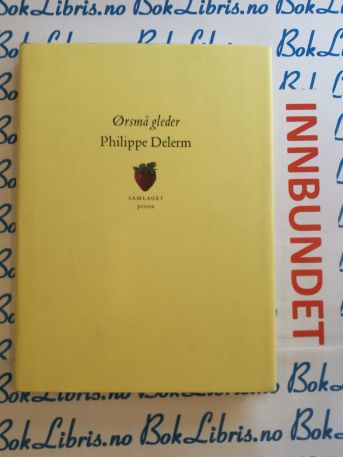 Ørsmå gleder
Philippe Delerm
SAMLAGET
prosa
INNBUNDET
BokLibris.no